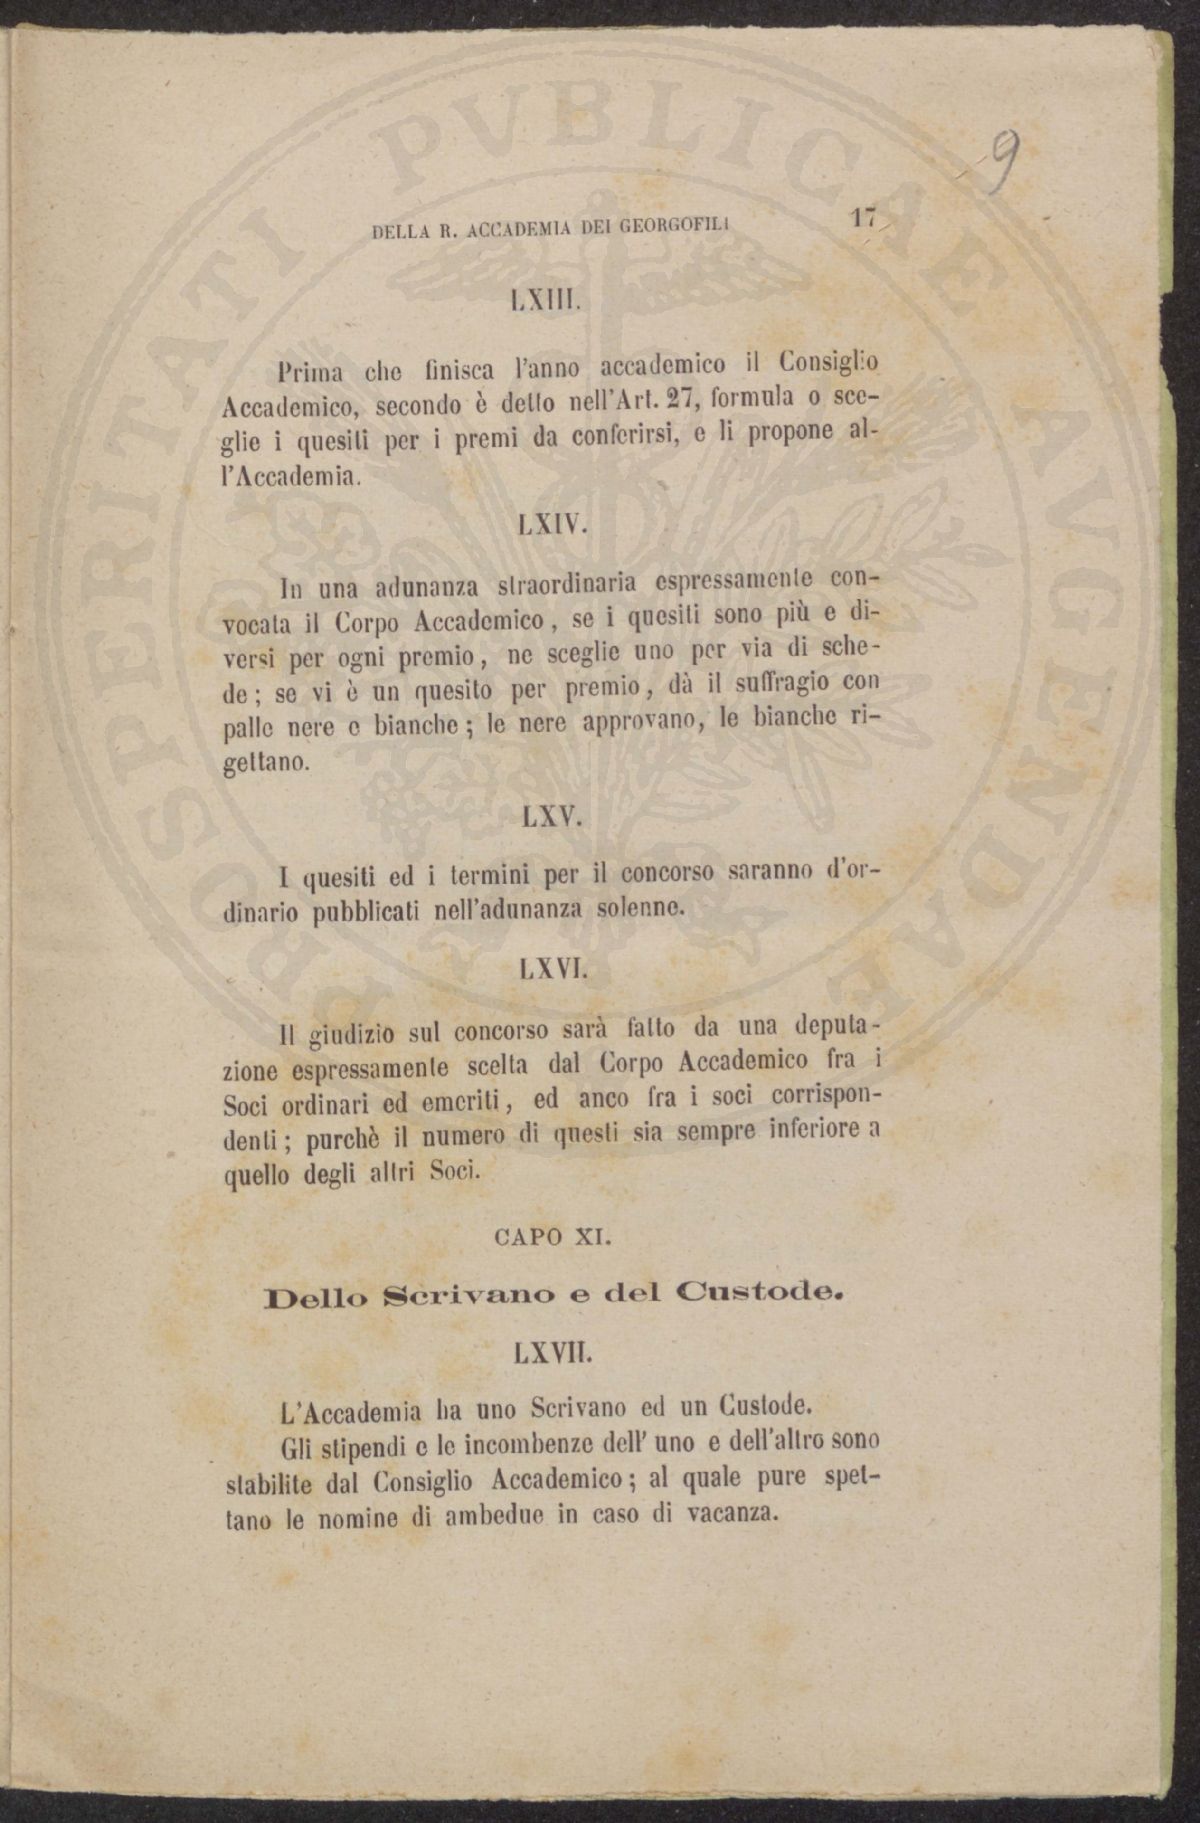 9
DELLA R. ACCADEMIA DEI GEORGOFILI 17
LXIII.
Prima che finisca l'anno accademico il Consiglio
Accademico, secondo è detto nell'Art. 27, formula o sce-
glie i quesiti per i premi da conferirsi, e li propone al-
l'Accademia.
LXIV.
In una adunanza straordinaria espressamente con-
vocata il Corpo Accademico, se i quesiti sono più e di-
versi per ogni premio, ne sceglie uno per via di sche-
de; se vi è un quesito per premio, dà il suffragio con
palle nere e bianche; le nere approvano, le bianche ri-
gettano.
LXV.
I quesiti ed i termini per il concorso saranno d'or-
dinario pubblicati nell'adunanza solenne.
LXVI.
Il giudizio sul concorso sarà fatto da una deputa-
zione espressamente scelta dal Corpo Accademico fra i
Soci ordinari ed emeriti, ed anco fra i soci corrispon-
denti; purchè il numero di questi sia sempre inferiore a
quello degli altri Soci.
CAPO XI.
Dello Scrivano e del Custode.
LXVII.
L'Accademia ha uno Scrivano ed un Custode.
Gli stipendi e le incombenze dell' uno e dell'altro sono
stabilite dal Consiglio Accademico; al quale pure spet-
tano le nomine di ambedue in caso di vacanza.
PROSPERITATI PVBLICAE AVGENDAE